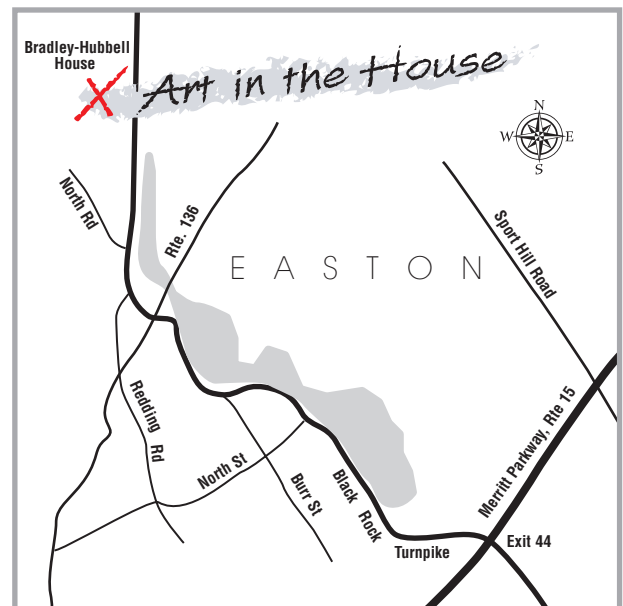 Bradley-Hubbell
House
Art in the House
N
W
E
S
North Rd
Rte. 136
Sport Hill Road
EASTON
Redding Rd
North St
Burr St
Black Rock
Turnpike
Merritt Parkway, Rte 15
Exit 44